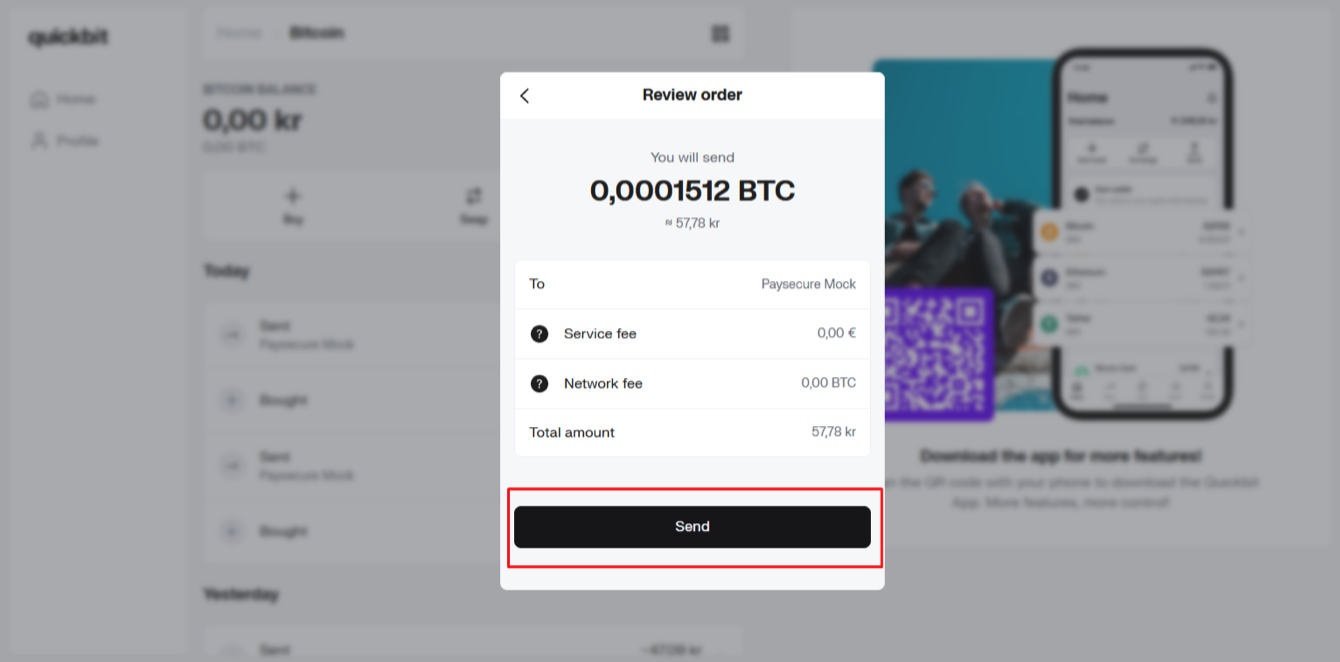 quickbit
Home
Profile
Home
Bitcoin
BITCOIN BALANCE
0,00 kr
0,00 BTC
Buy
Swap
Today
Sent
Paysecure Mock
Bought
Sent
Paysecure Mock
Bought
Yesterday
Sent
Review order
You will send
0,0001512 BTC
≈ 57,78 kr
To
Paysecure Mock
Service fee
0,00 €
Network fee
0,00 BTC
Total amount
57,78 kr
Send
Home
Bitcoin
Ethereum
Tether
Download the app for more features!
the QR code with your phone to download the Quickbit
App. More features, more control!